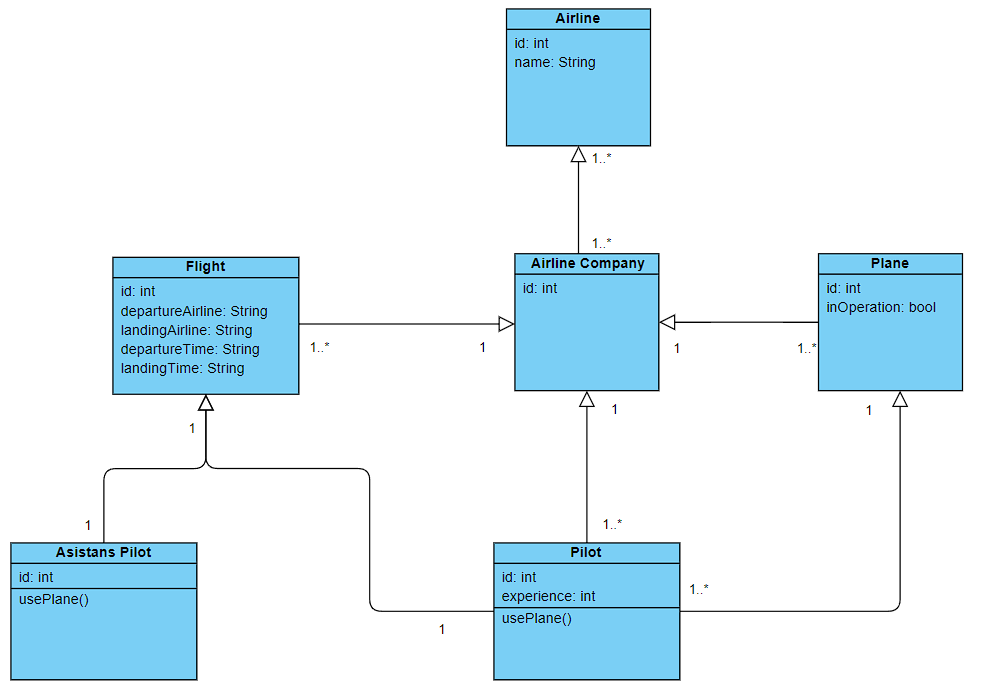 Airline
id: int
name: String
1..*
1..*
Flight
id: int
departureAirline: String
landingAirline: String
departureTime: String
landingTime: String
Airline Company
id: int
Plane
id: int
inOperation: bool
1..*
1
1
1..*
1
1
1
1
1..*
Asistans Pilot
id: int
usePlane()
Pilot
id: int
experience: int
usePlane()
1..*
1